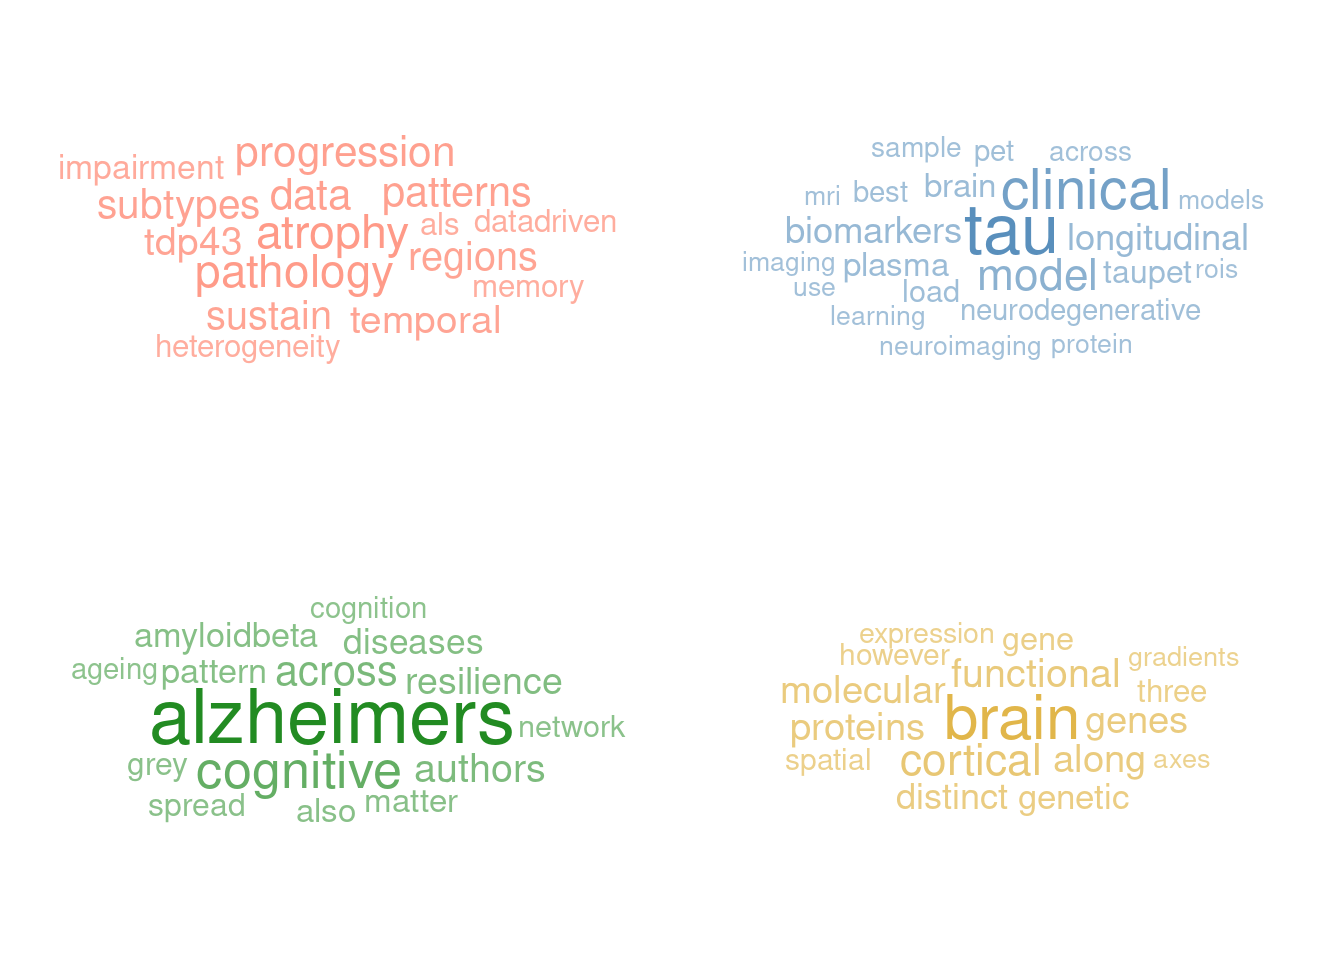 progression
impairment
data patterns
subtypes
als datadriven
atrophy
tdp43
regions
pathology
memory
sustain temporal
heterogeneity
sample pet across
mri best brain clinical models
biomarkers tau longitudinal
imaging plasma model taupet rois
use load
learning neurodegenerative
neuroimaging protein
cognition
amyloidbeta diseases
ageing pattern across resilience
alzheimers network
grey cognitive authors
spread also matter
expression gene
however functional gradients
molecular three
proteins brain genes
spatial cortical along axes
distinct genetic